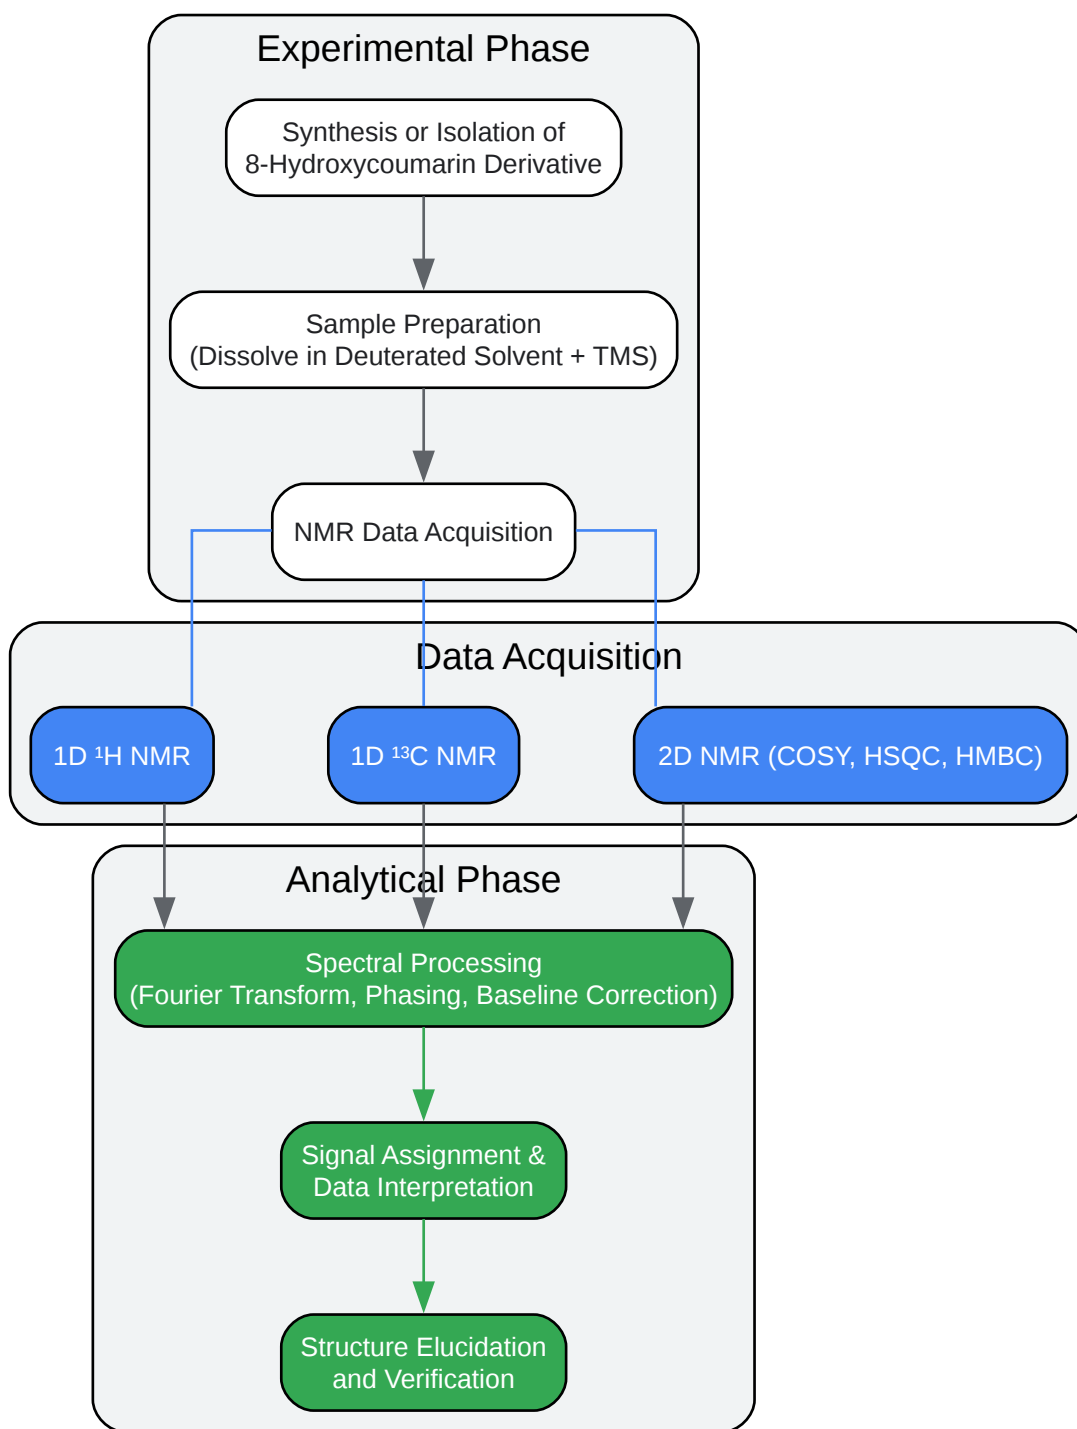 Experimental Phase
Synthesis or Isolation of
8-Hydroxycoumarin Derivative
Sample Preparation
(Dissolve in Deuterated Solvent + TMS)
NMR Data Acquisition
Data Acquisition
1D ¹H NMR
1D ¹³C NMR
2D NMR (COSY, HSQC, HMBC)
Analytical Phase
Spectral Processing
(Fourier Transform, Phasing, Baseline Correction)
Signal Assignment &
Data Interpretation
Structure Elucidation
and Verification